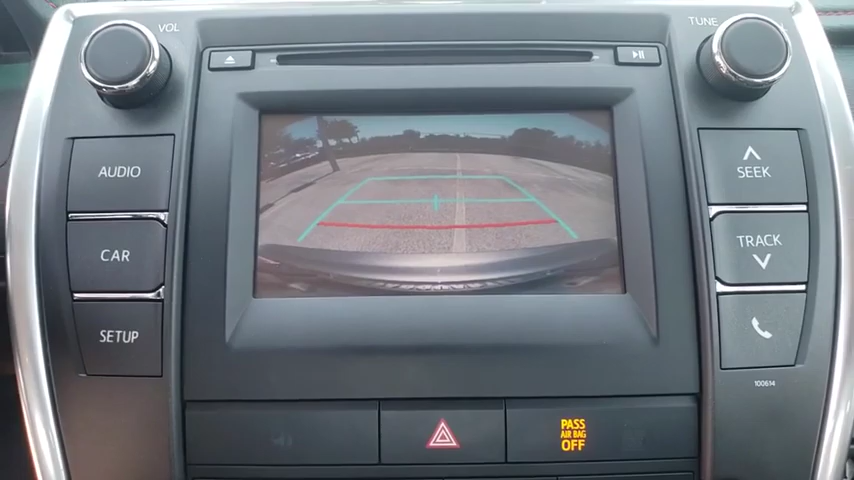 VOL
TUNE
AUDIO
SEEK
CAR
TRACK
SETUP
100614
PASS
AIR BAG
OFF